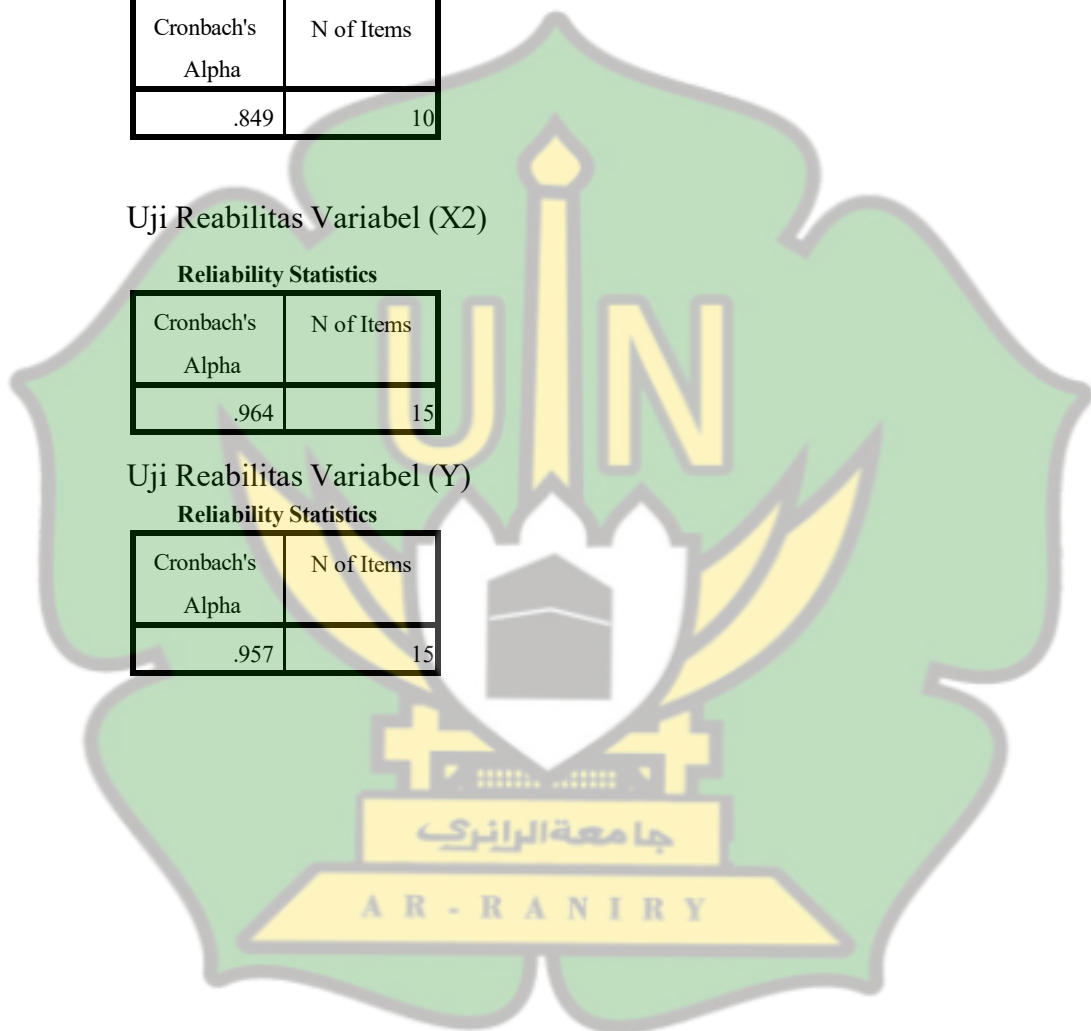 Cronbach's Alpha N of Items
.849 10
Uji Reabilitas Variabel (X2)
Reliability Statistics
Cronbach's Alpha N of Items
.964 15
Uji Reabilitas Variabel (Y)
Reliability Statistics
Cronbach's Alpha N of Items
.957 15
UIN
جامعة الرانري
AR-RANIRY